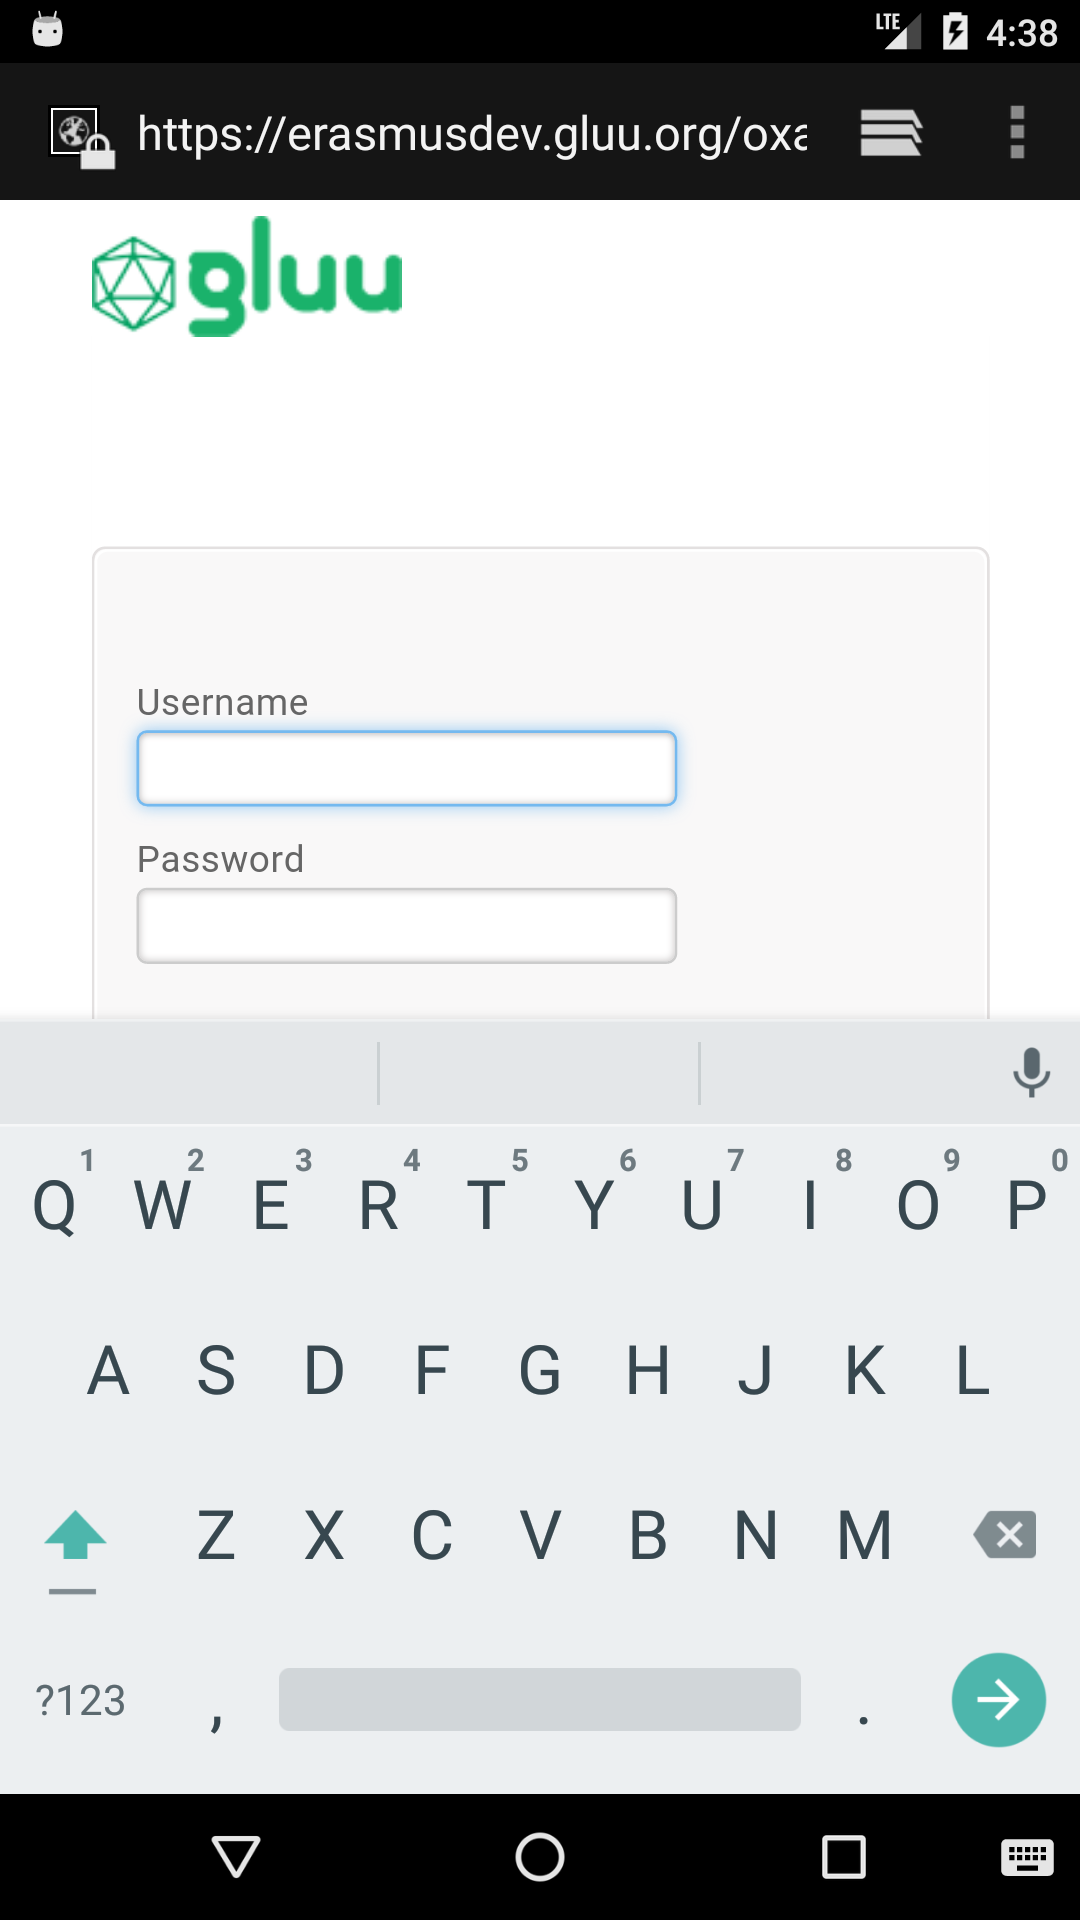 LTE 4:38
https://erasmusdev.gluu.org/oxa
gluu
Username
Password
1 2 3 4 5 6 7 8 9 0
Q W E R T Y U I O P
A S D F G H J K L
Z X C V B N M
?123 , .